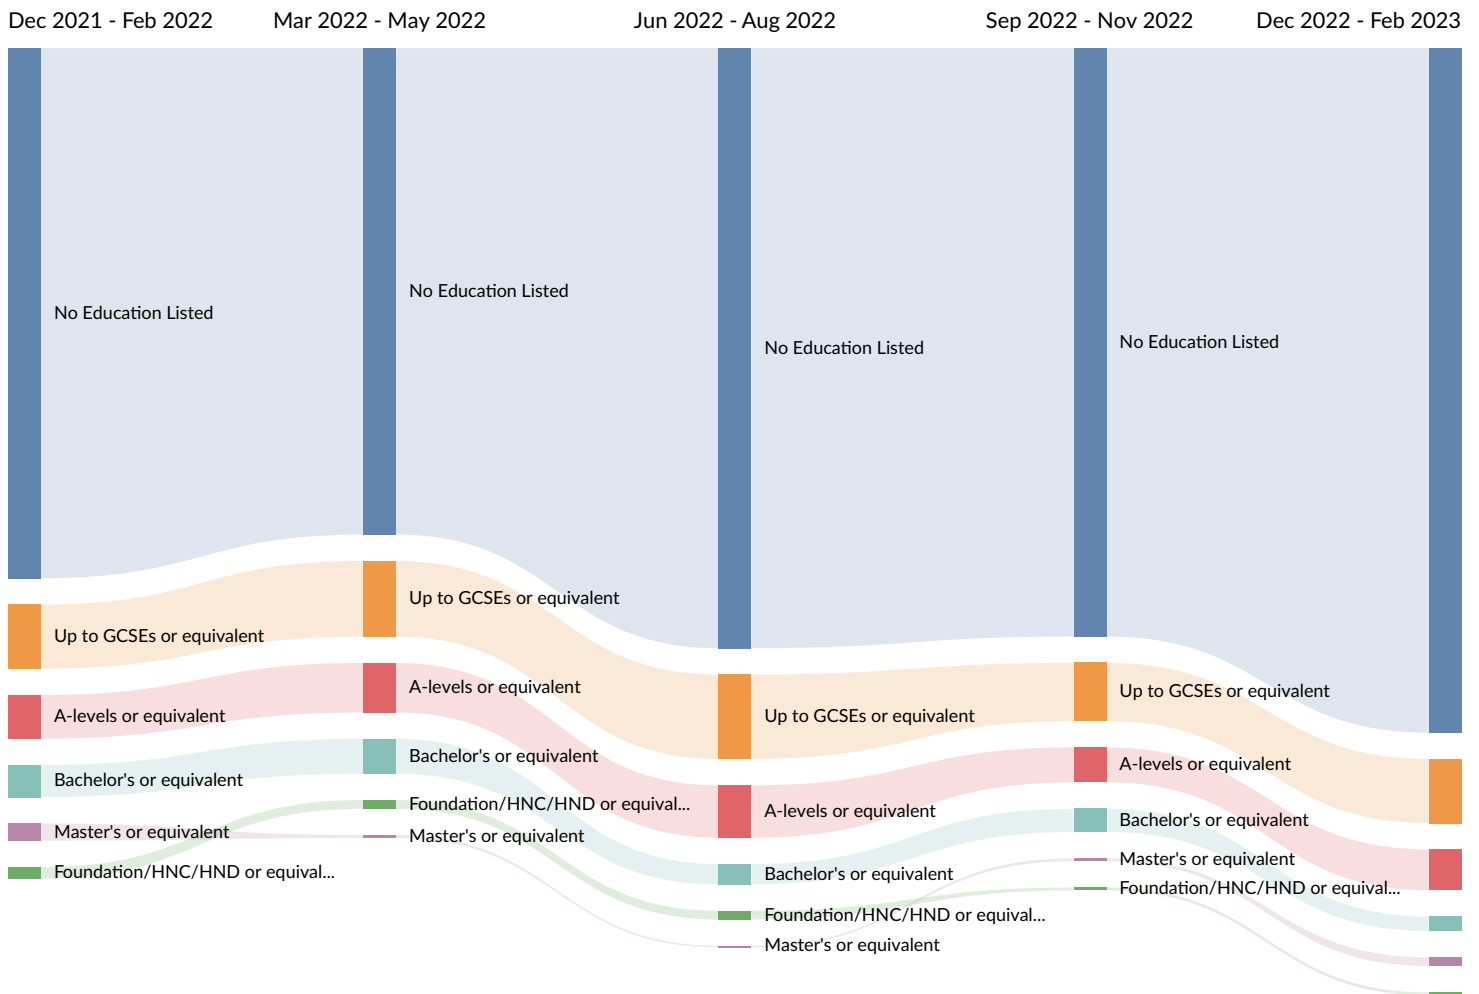 Dec 2021 - Feb 2022
Mar 2022 - May 2022
Jun 2022 - Aug 2022
Sep 2022 - Nov 2022
Dec 2022 - Feb 2023
No Education Listed
Up to GCSEs or equivalent
A-levels or equivalent
Bachelor's or equivalent
Master's or equivalent
Foundation/HNC/HND or equival...
No Education Listed
Up to GCSEs or equivalent
A-levels or equivalent
Bachelor's or equivalent
Foundation/HNC/HND or equival...
Master's or equivalent
No Education Listed
Up to GCSEs or equivalent
A-levels or equivalent
Bachelor's or equivalent
Foundation/HNC/HND or equival...
Master's or equivalent
No Education Listed
Up to GCSEs or equivalent
A-levels or equivalent
Bachelor's or equivalent
Master's or equivalent
Foundation/HNC/HND or equival...